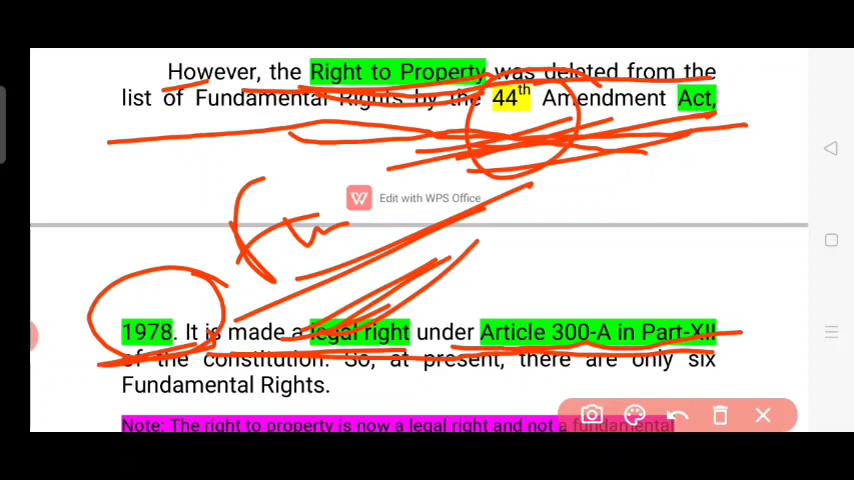 However, the Right to Property was deleted from the
list of Fundamental Rights by the 44th Amendment Act,
Edit with WPS Office
1978. It is made a legal right under Article 300-A in Part-XII
of the constitution. So, at present, there are only six
Fundamental Rights.
Note: The right to property is now a legal right and not a fundamental